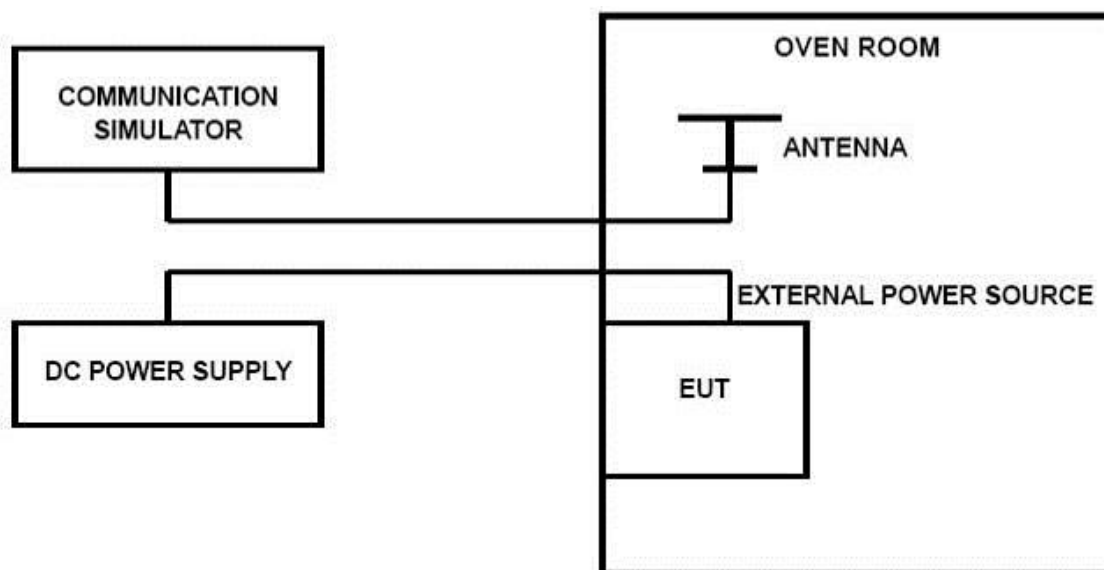 OVEN ROOM
COMMUNICATION
SIMULATOR
ANTENNA
EXTERNAL POWER SOURCE
DC POWER SUPPLY
EUT